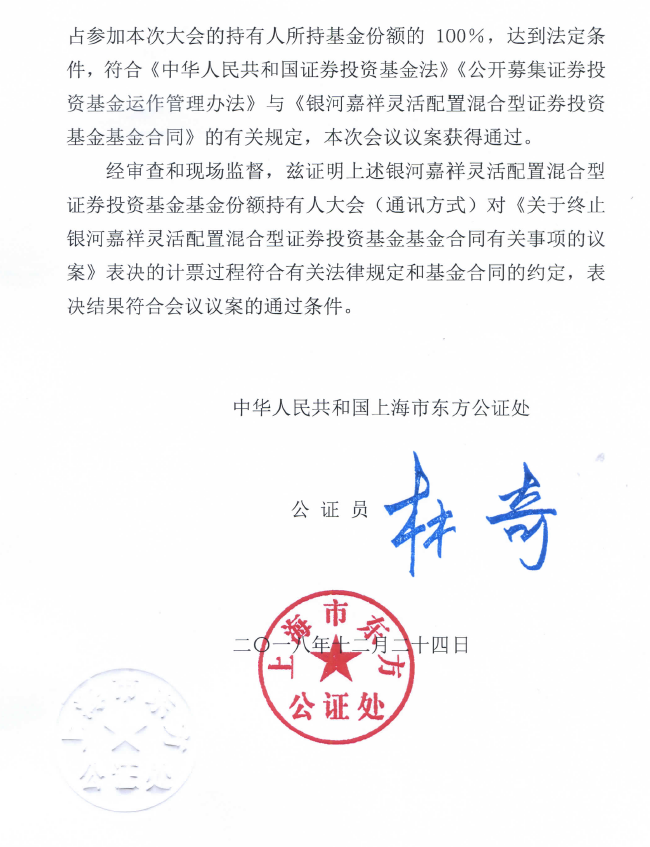 占参加本次大会的持有人所持基金份额的 100%，达到法定条
件，符合《中华人民共和国证券投资基金法》《公开募集证券投
资基金运作管理办法》与《银河嘉祥灵活配置混合型证券投资
基金基金合同》的有关规定，本次会议议案获得通过。
经审查和现场监督，兹证明上述银河嘉祥灵活配置混合型
证券投资基金基金份额持有人大会（通讯方式）对《关于终止
银河嘉祥灵活配置混合型证券投资基金基金合同有关事项的议
案》表决的计票过程符合有关法律规定和基金合同的约定，表
决结果符合会议议案的通过条件。
中华人民共和国上海市东方公证处
公 证 员 林 奇
二〇一八年十二月二十四日
上海市东方
公证处
上海市东方
公证处